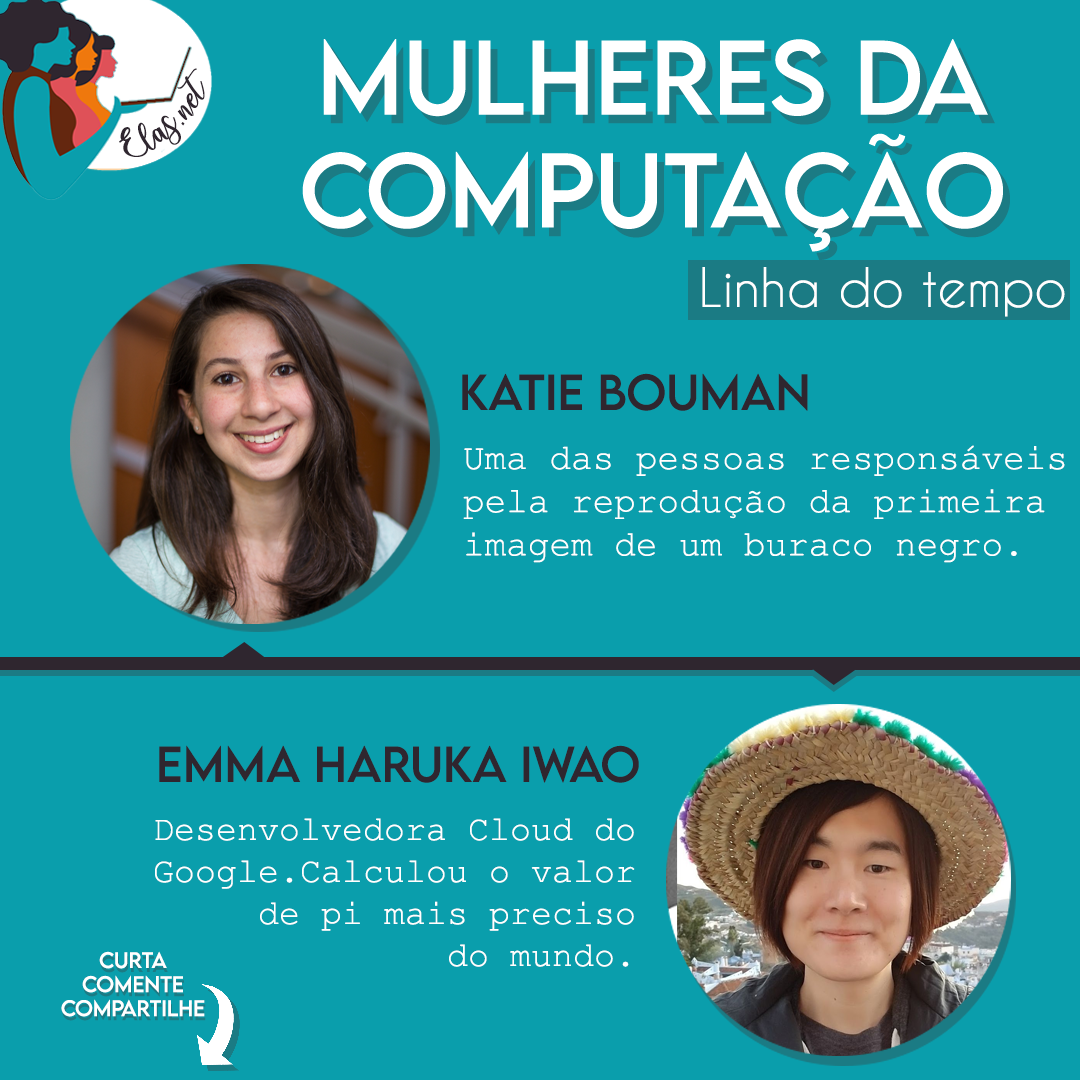 Elas.net
MULHERES DA
COMPUTAÇÃO
Linha do tempo
KATIE BOUMAN
Uma das pessoas responsáveis
pela reprodução da primeira
imagem de um buraco negro.
EMMA HARUKA IWAO
Desenvolvedora Cloud do
Google.Calculou o valor
de pi mais preciso
do mundo.
CURTA
COMENTE
COMPARTILHE